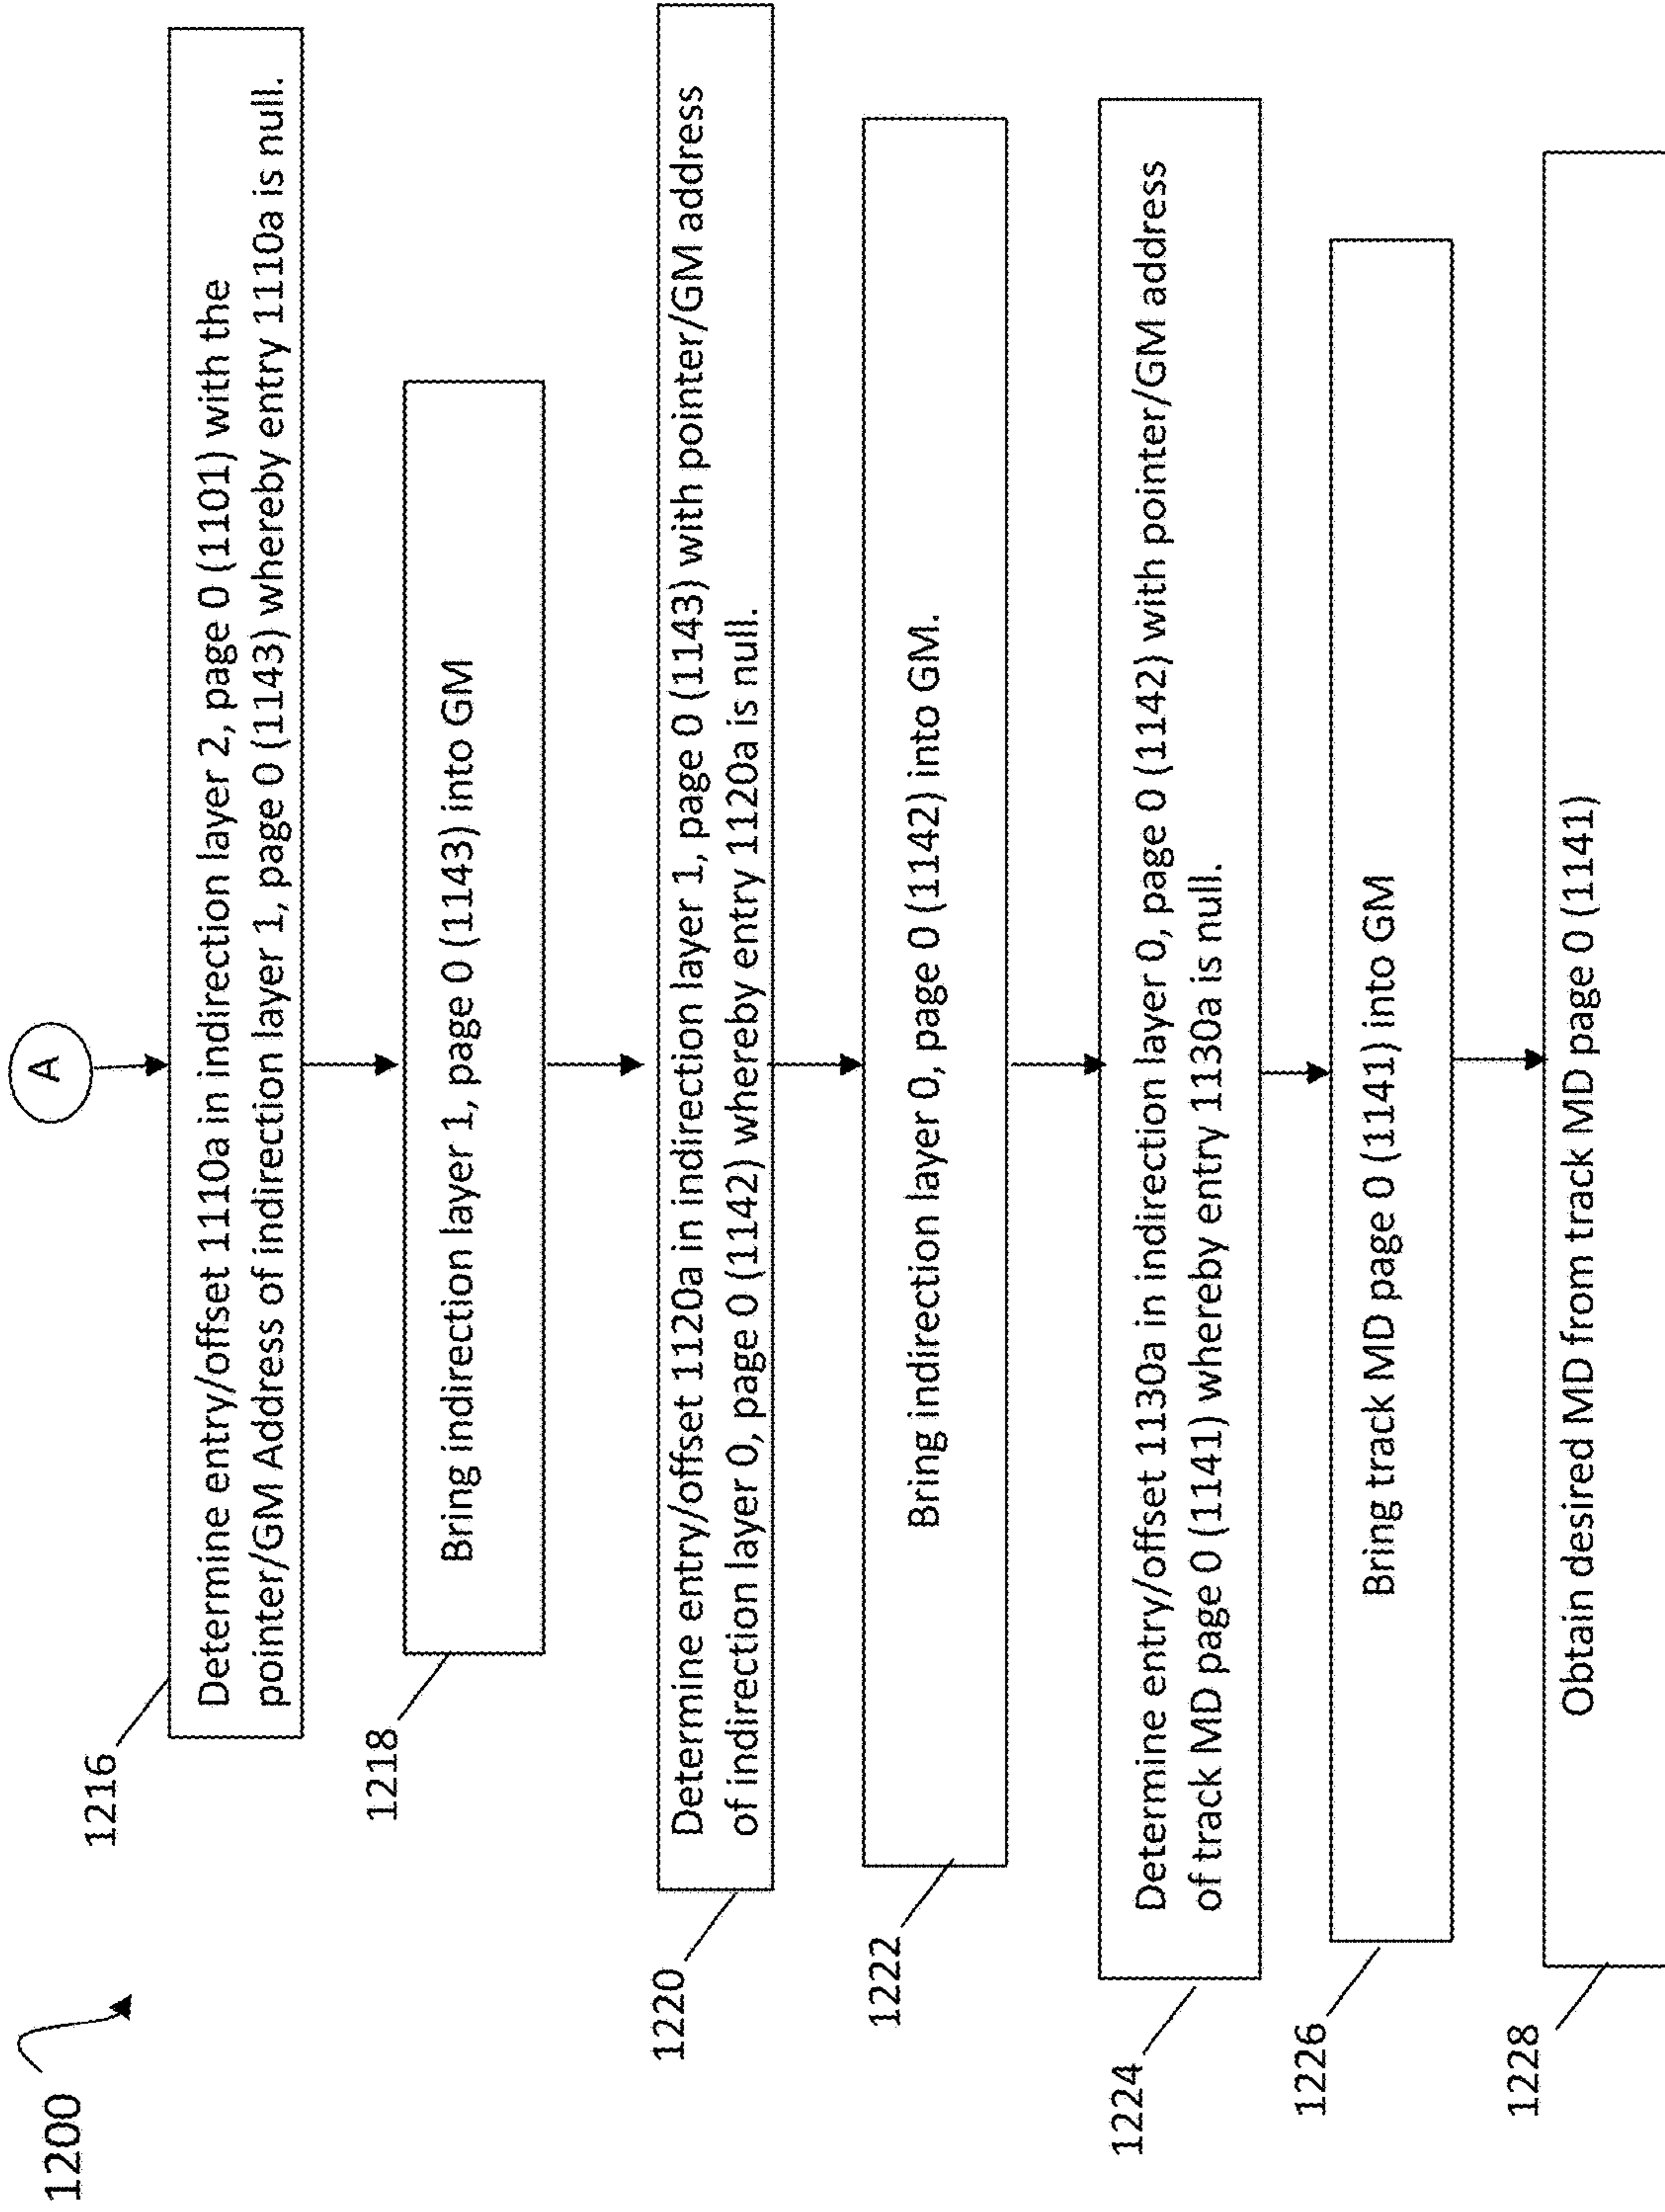 1200
A
1216
Determine entry/offset 1110a in indirection layer 2, page 0 (1101) with the
pointer/GM Address of indirection layer 1, page 0 (1143) whereby entry 1110a is null.
1218
Bring indirection layer 1, page 0 (1143) into GM
1220
Determine entry/offset 1120a in indirection layer 1, page 0 (1143) with pointer/GM address
of indirection layer 0, page 0 (1142) whereby entry 1120a is null.
1222
Bring indirection layer 0, page 0 (1142) into GM.
1224
Determine entry/offset 1130a in indirection layer 0, page 0 (1142) with pointer/GM address
of track MD page 0 (1141) whereby entry 1130a is null.
1226
Bring track MD page 0 (1141) into GM
1228
Obtain desired MD from track MD page 0 (1141)